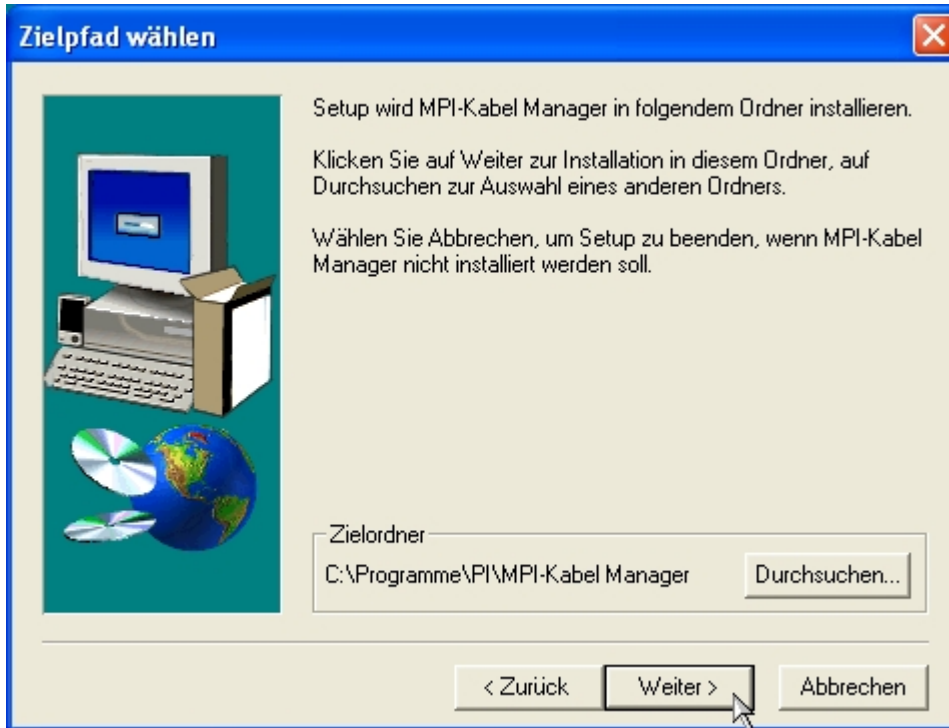 Zielpfad wählen
Setup wird MPI-Kabel Manager in folgendem Ordner installieren.
Klicken Sie auf Weiter zur Installation in diesem Ordner, auf
Durchsuchen zur Auswahl eines anderen Ordners.
Wählen Sie Abbrechen, um Setup zu beenden, wenn MPI-Kabel
Manager nicht installiert werden soll.
Zielordner
C:\Programme\PI\MPI-Kabel Manager
Durchsuchen...
< Zurück
Weiter >
Abbrechen